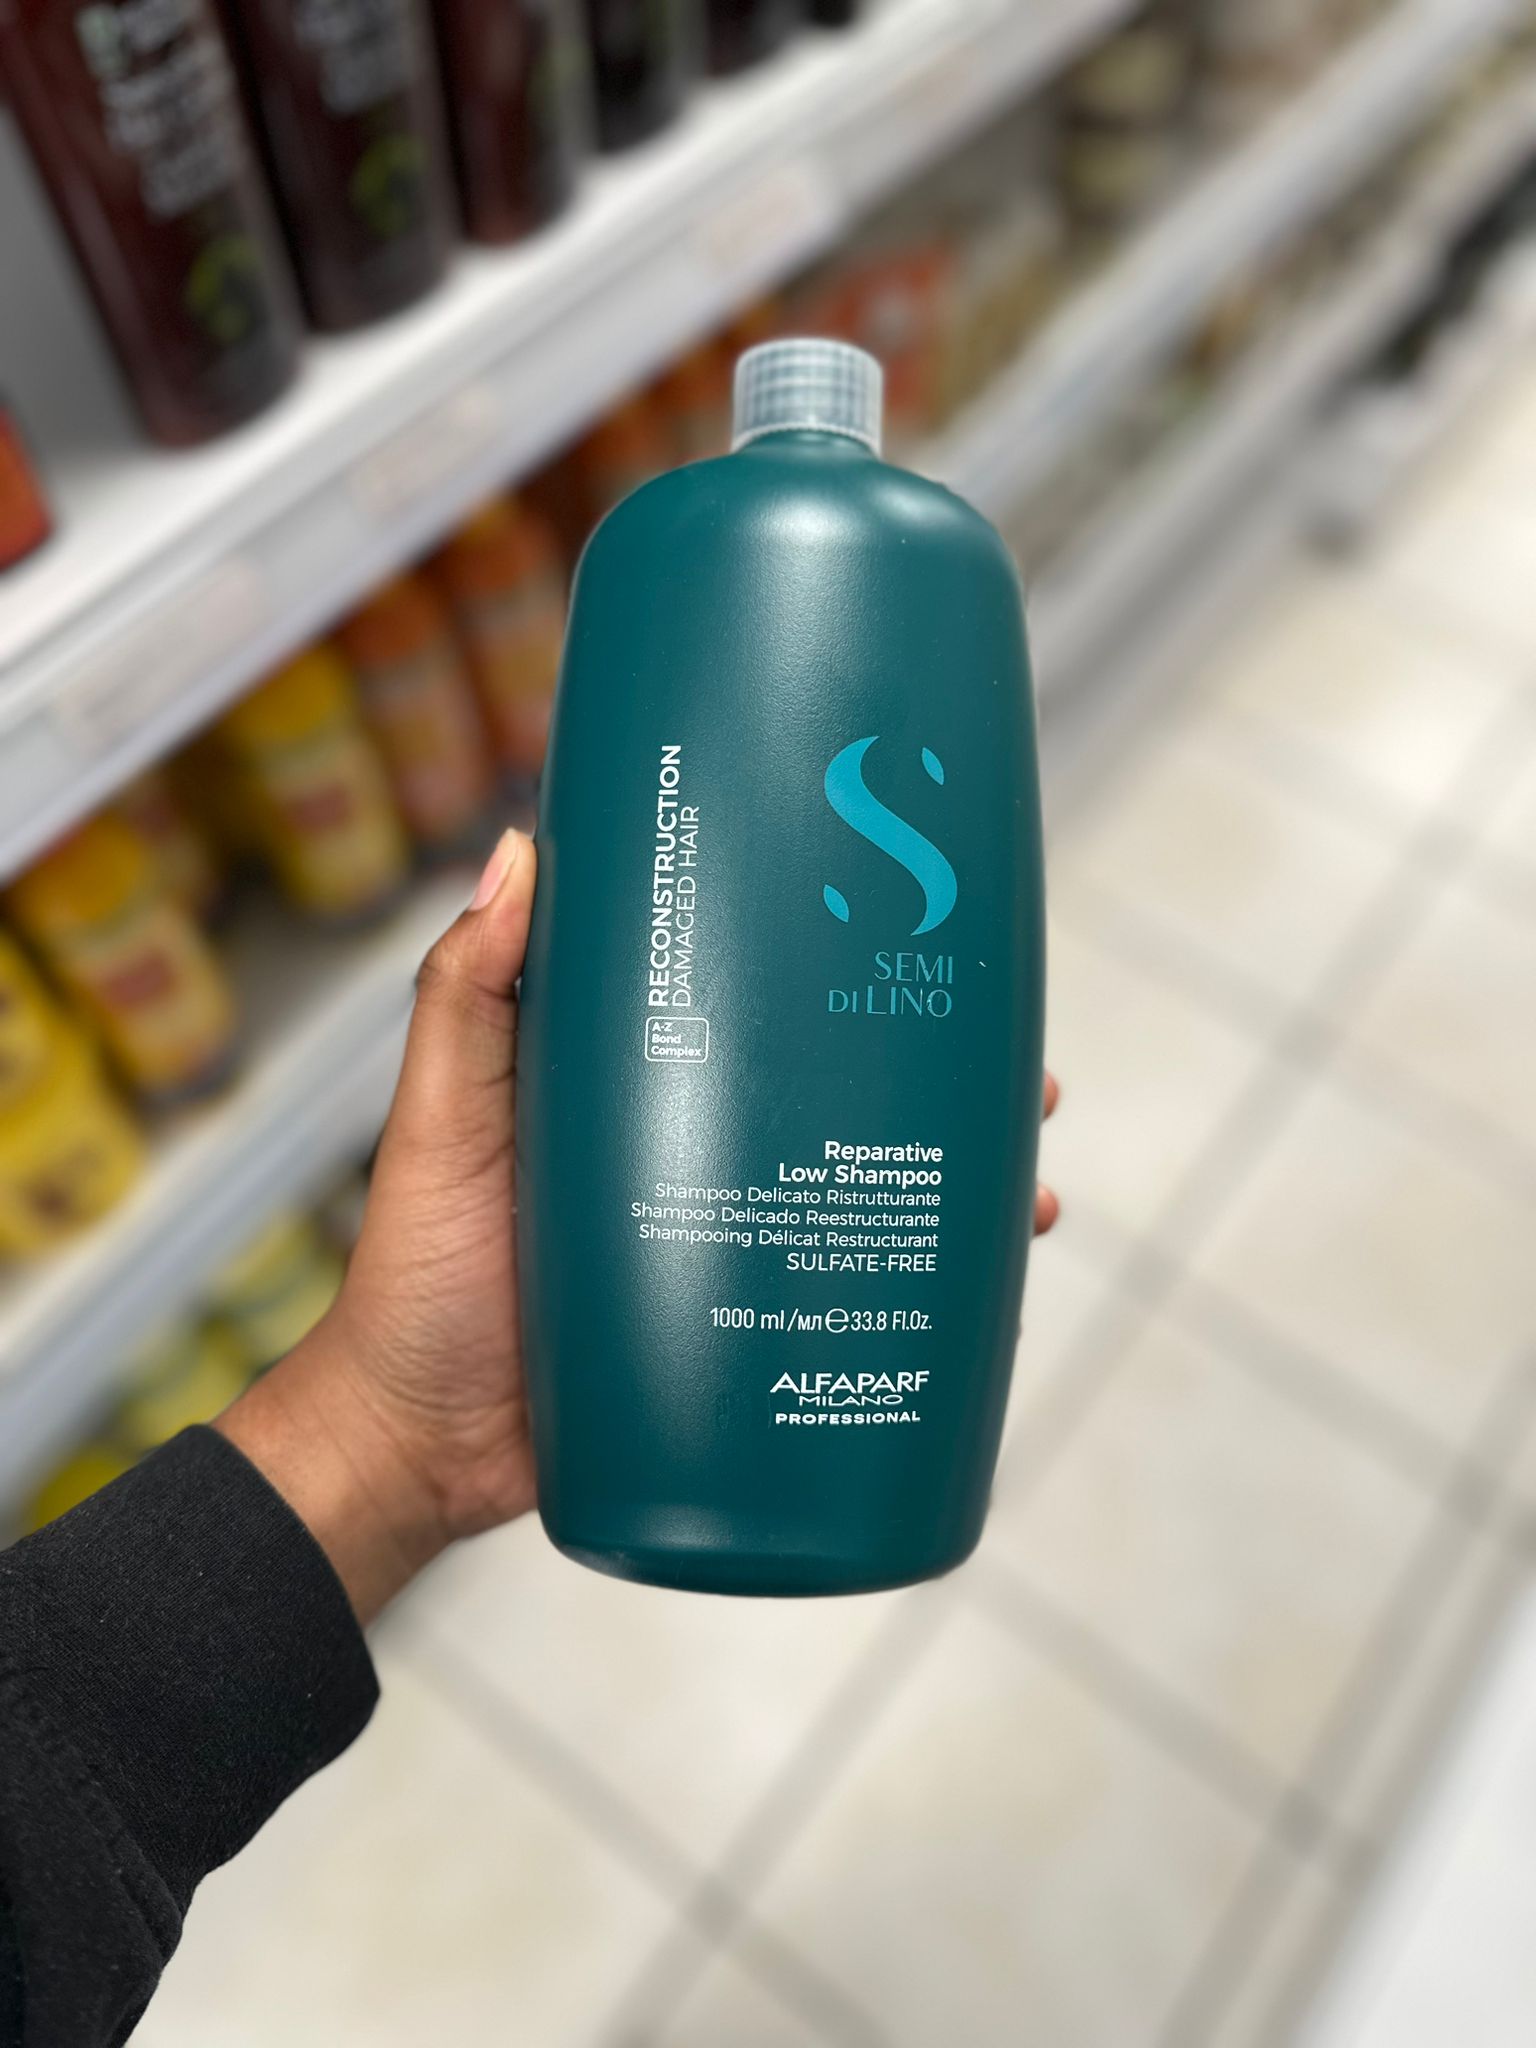 RECONSTRUCTION
DAMAGED HAIR
A-Z
Bond
Complex
SEMI
DI LINO
Reparative
Low Shampoo
Shampoo Delicato Ristrutturante
Shampoo Delicado Reestructurante
Shampooing Délicat Restructurant
SULFATE-FREE
1000 ml/мл℮33.8 Fl.Oz.
ALFAPARF
MILANO
PROFESSIONAL